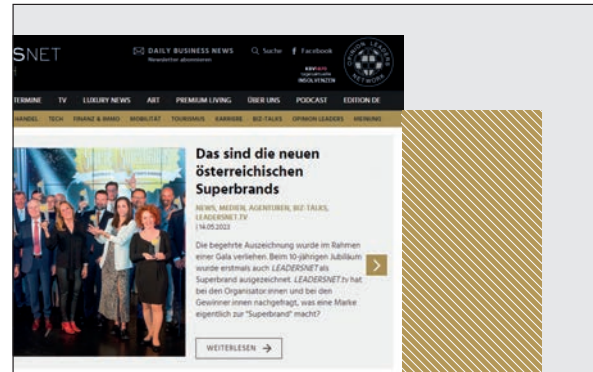 SNET
DAILY BUSINESS NEWS
Newsletter abonnieren
Suche
Facebook
KSV1870
tagesaktuelle
INSOLVENZEN
OPINION LEADERS NETWORK
TERMINE TV LUXURY NEWS ART PREMIUM LIVING ÜBER UNS PODCAST EDITION DE
HANDEL TECH FINANZ & IMMO MOBILITÄT TOURISMUS KARRIERE BIZ-TALKS OPINION LEADERS MEINUNG
Das sind die neuen
österreichischen
Superbrands
NEWS, MEDIEN, AGENTUREN, BIZ-TALKS,
LEADERSNET.TV
| 14.05.2023
Die begehrte Auszeichnung wurde im Rahmen
einer Gala verliehen. Beim 10-jährigen Jubiläum
wurde erstmals auch LEADERSNET als
Superbrand ausgezeichnet. LEADERSNET.tv hat
bei den Organisator:innen und bei den
Gewinner:innen nachgefragt, was eine Marke
eigentlich zur "Superbrand" macht?
WEITERLESEN →